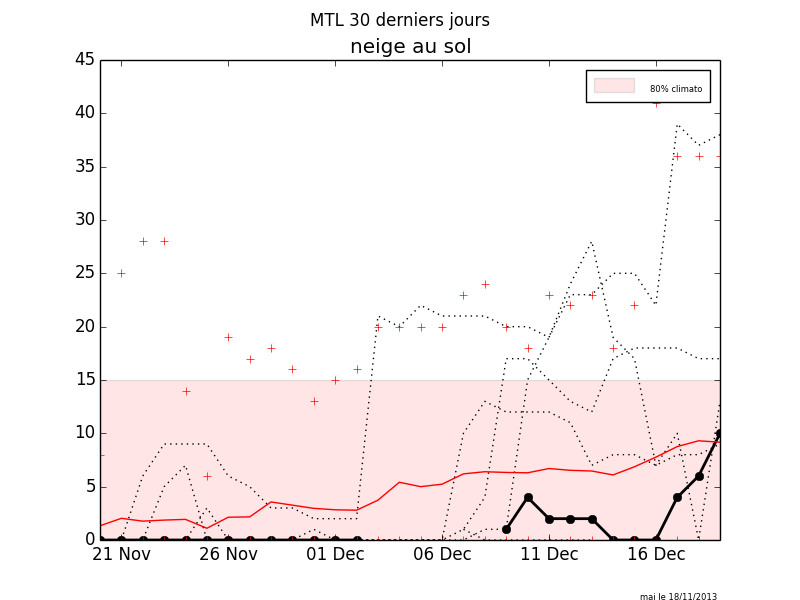 MTL 30 derniers jours
neige au sol
80% climato
45
40
35
30
25
20
15
10
5
0
21 Nov 26 Nov 01 Dec 06 Dec 11 Dec 16 Dec
maj le 18/11/2013